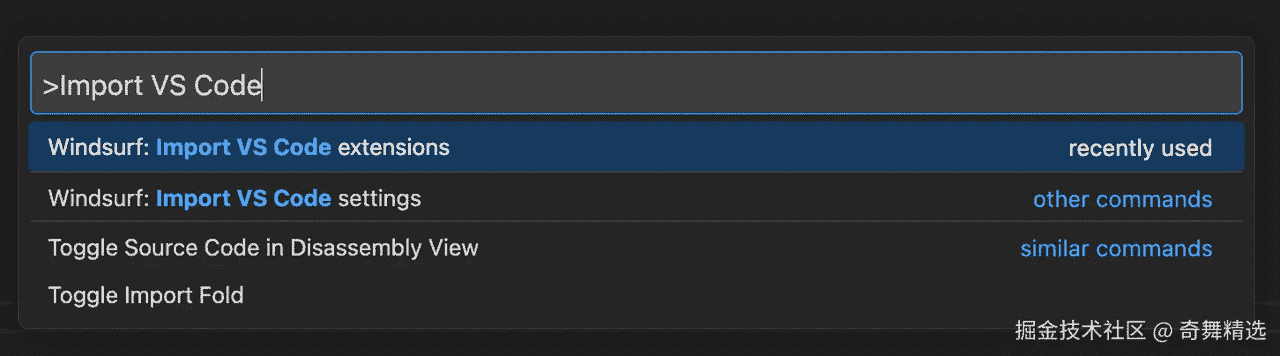 >Import VS Code
Windsurf: Import VS Code extensions recently used
Windsurf: Import VS Code settings other commands
Toggle Source Code in Disassembly View similar commands
Toggle Import Fold
掘金技术社区 @ 奇舞精选